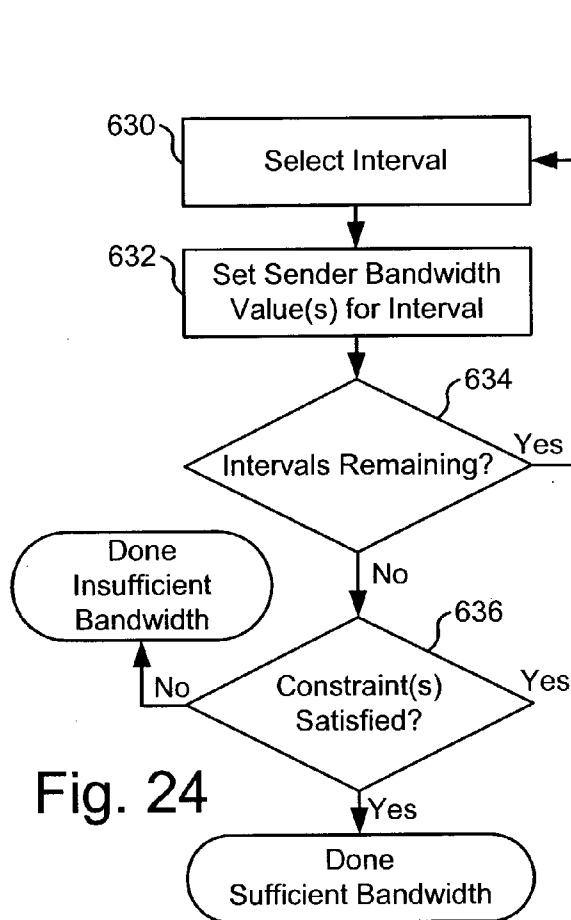 630
Select Interval
632
Set Sender Bandwidth
Value(s) for Interval
634
Intervals Remaining?
Yes
Done
Insufficient
Bandwidth
No
636
No
Constraint(s)
Satisfied?
Yes
Fig. 24
Yes
Done
Sufficient Bandwidth